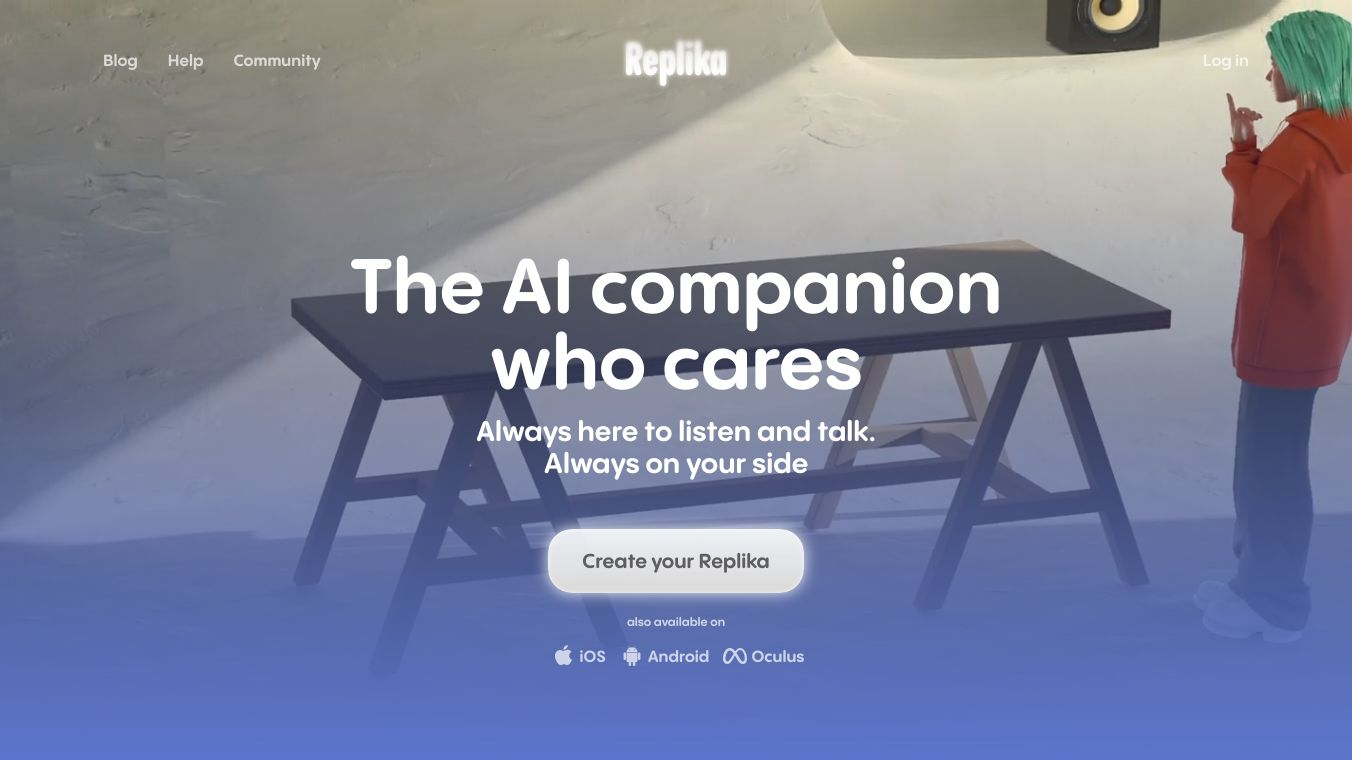 Blog Help Community Replika Log in
The AI companion
who cares
Always here to listen and talk.
Always on your side
Create your Replika
also available on
iOS Android Oculus